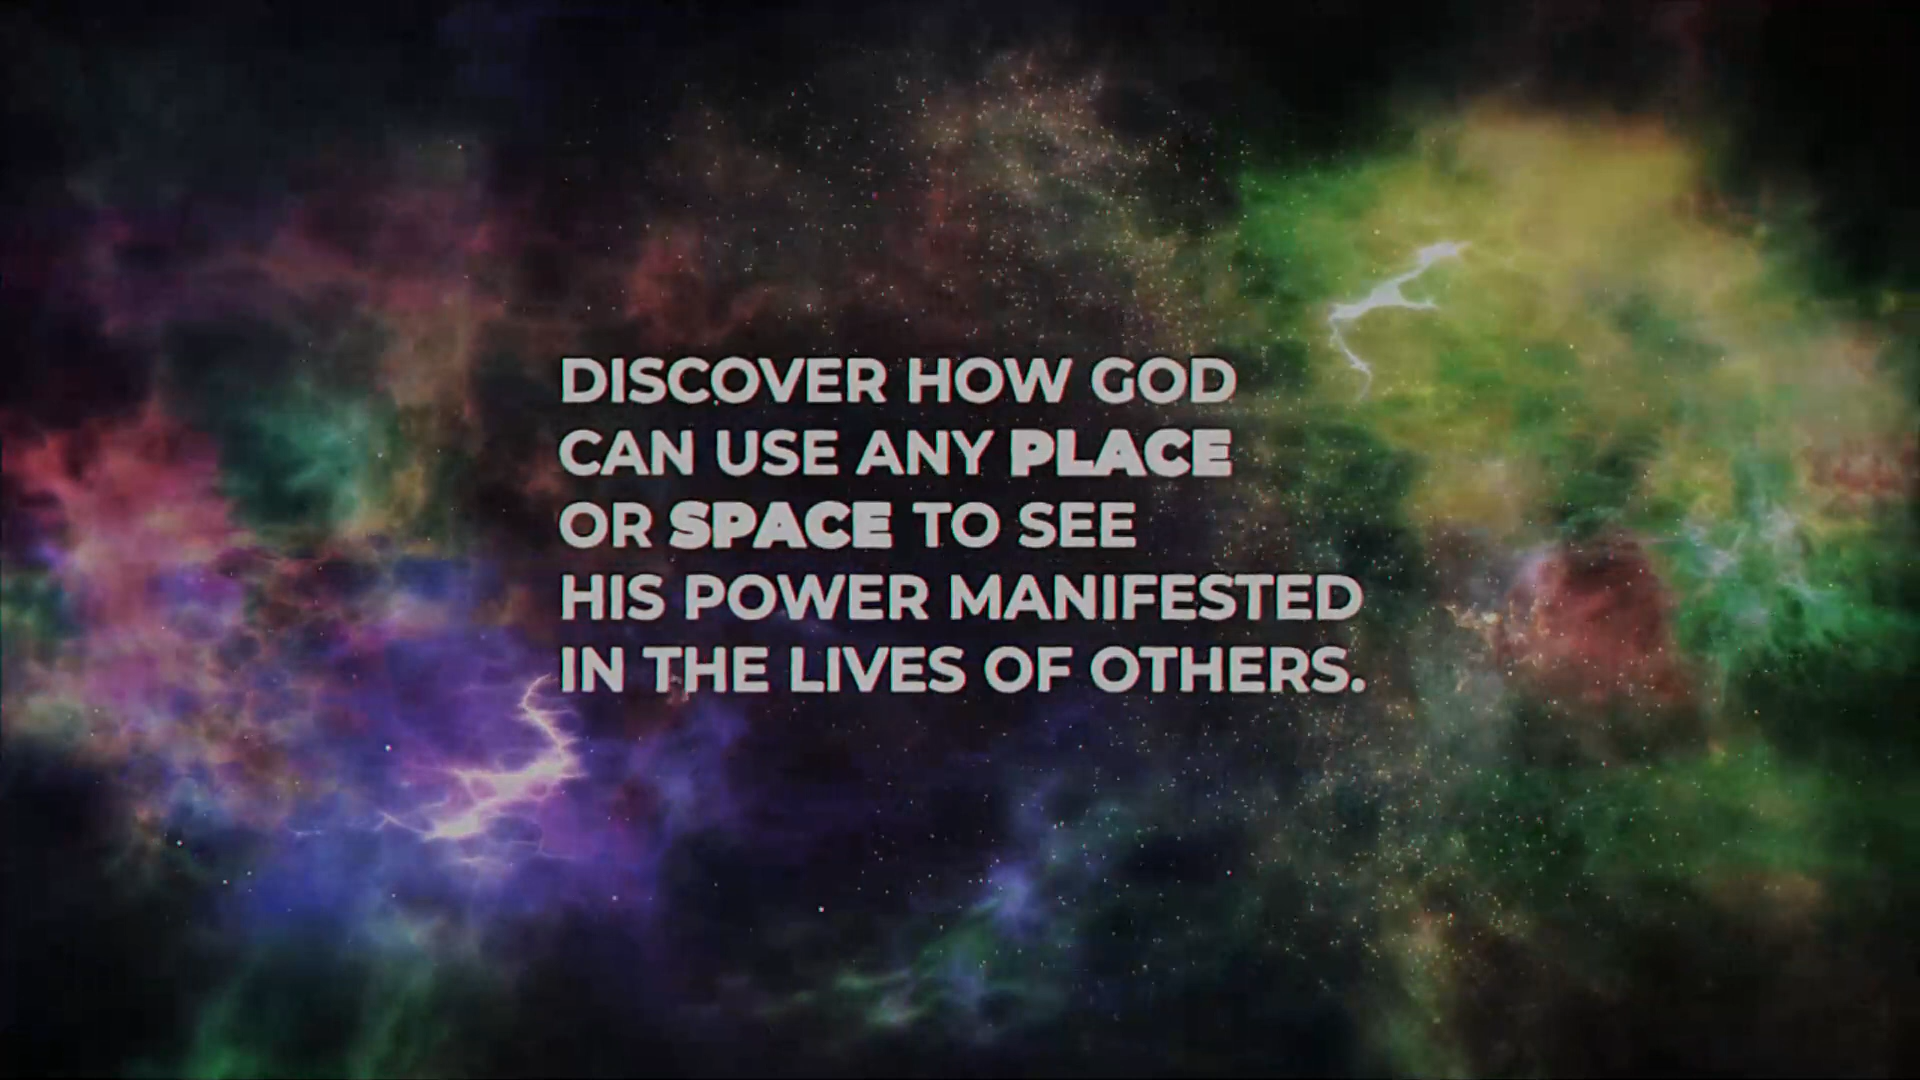 DISCOVER HOW GOD
CAN USE ANY PLACE
OR SPACE TO SEE
HIS POWER MANIFESTED
IN THE LIVES OF OTHERS.